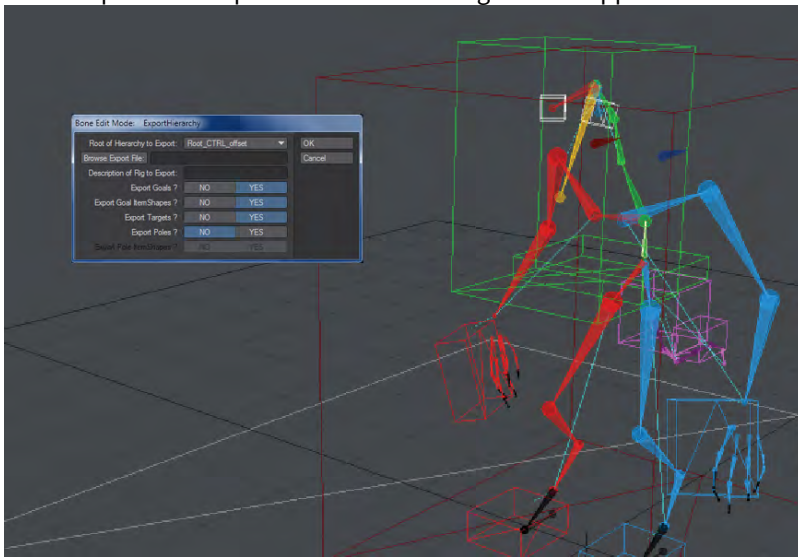 Bone Edit Mode: ExportHierarchy
Root of Hierarchy to Export: Root_CTRL_offset OK
Browse Export File: Cancel
Description of Rig to Export:
Export Goals ? NO YES
Export Goal ItemShapes ? NO YES
Export Targets ? NO YES
Export Poles ? NO YES
Export Pole ItemShapes ? NO YES